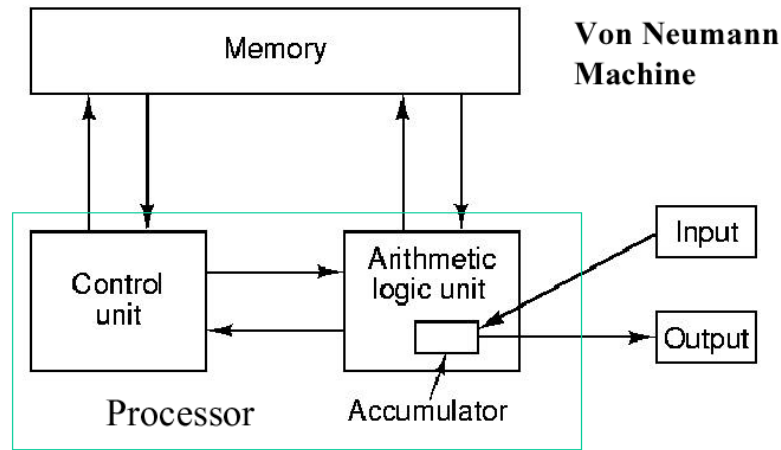 Memory
Von Neumann
Machine
Control
unit
Arithmetic
logic unit
Input
Output
Processor
Accumulator